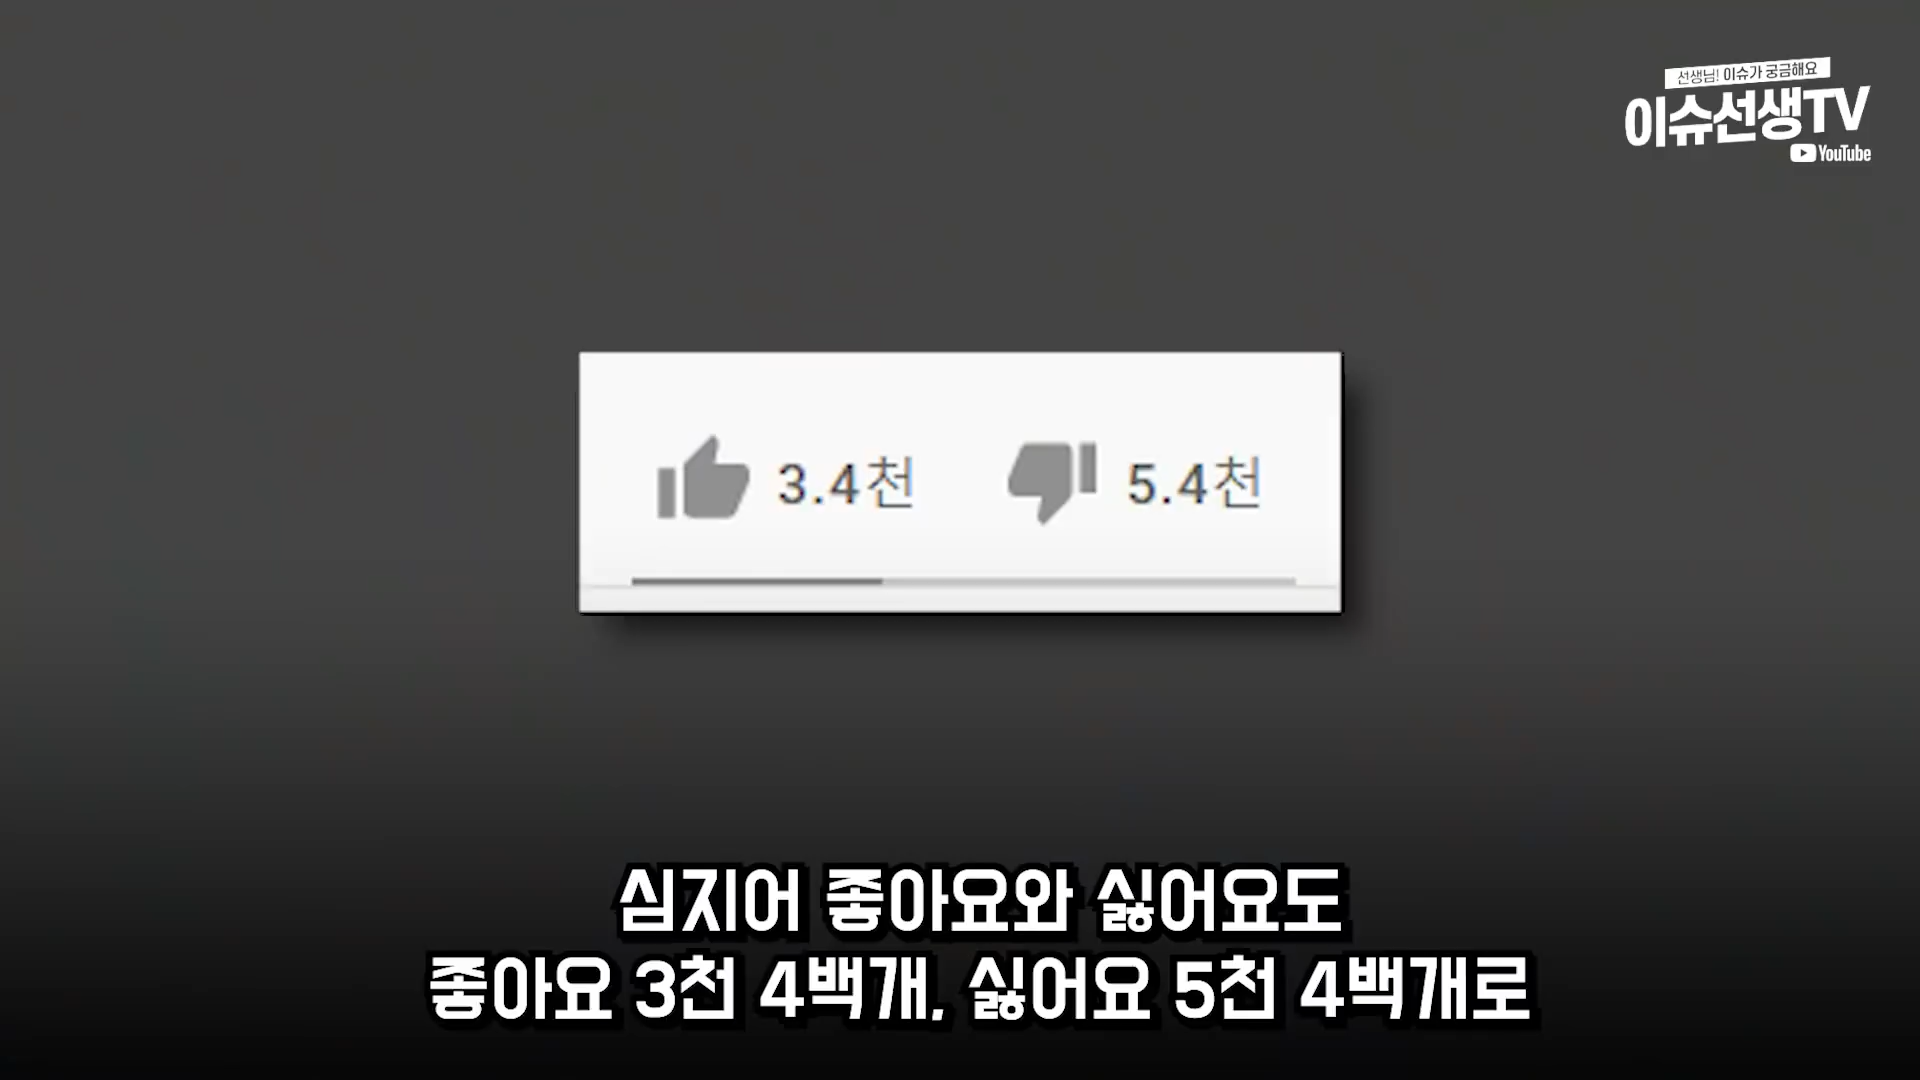 선생님! 이슈가 궁금해요
이슈선생TV
YouTube
3.4천 5.4천
심지어 좋아요와 싫어요도
좋아요 3천 4백개, 싫어요 5천 4백개로